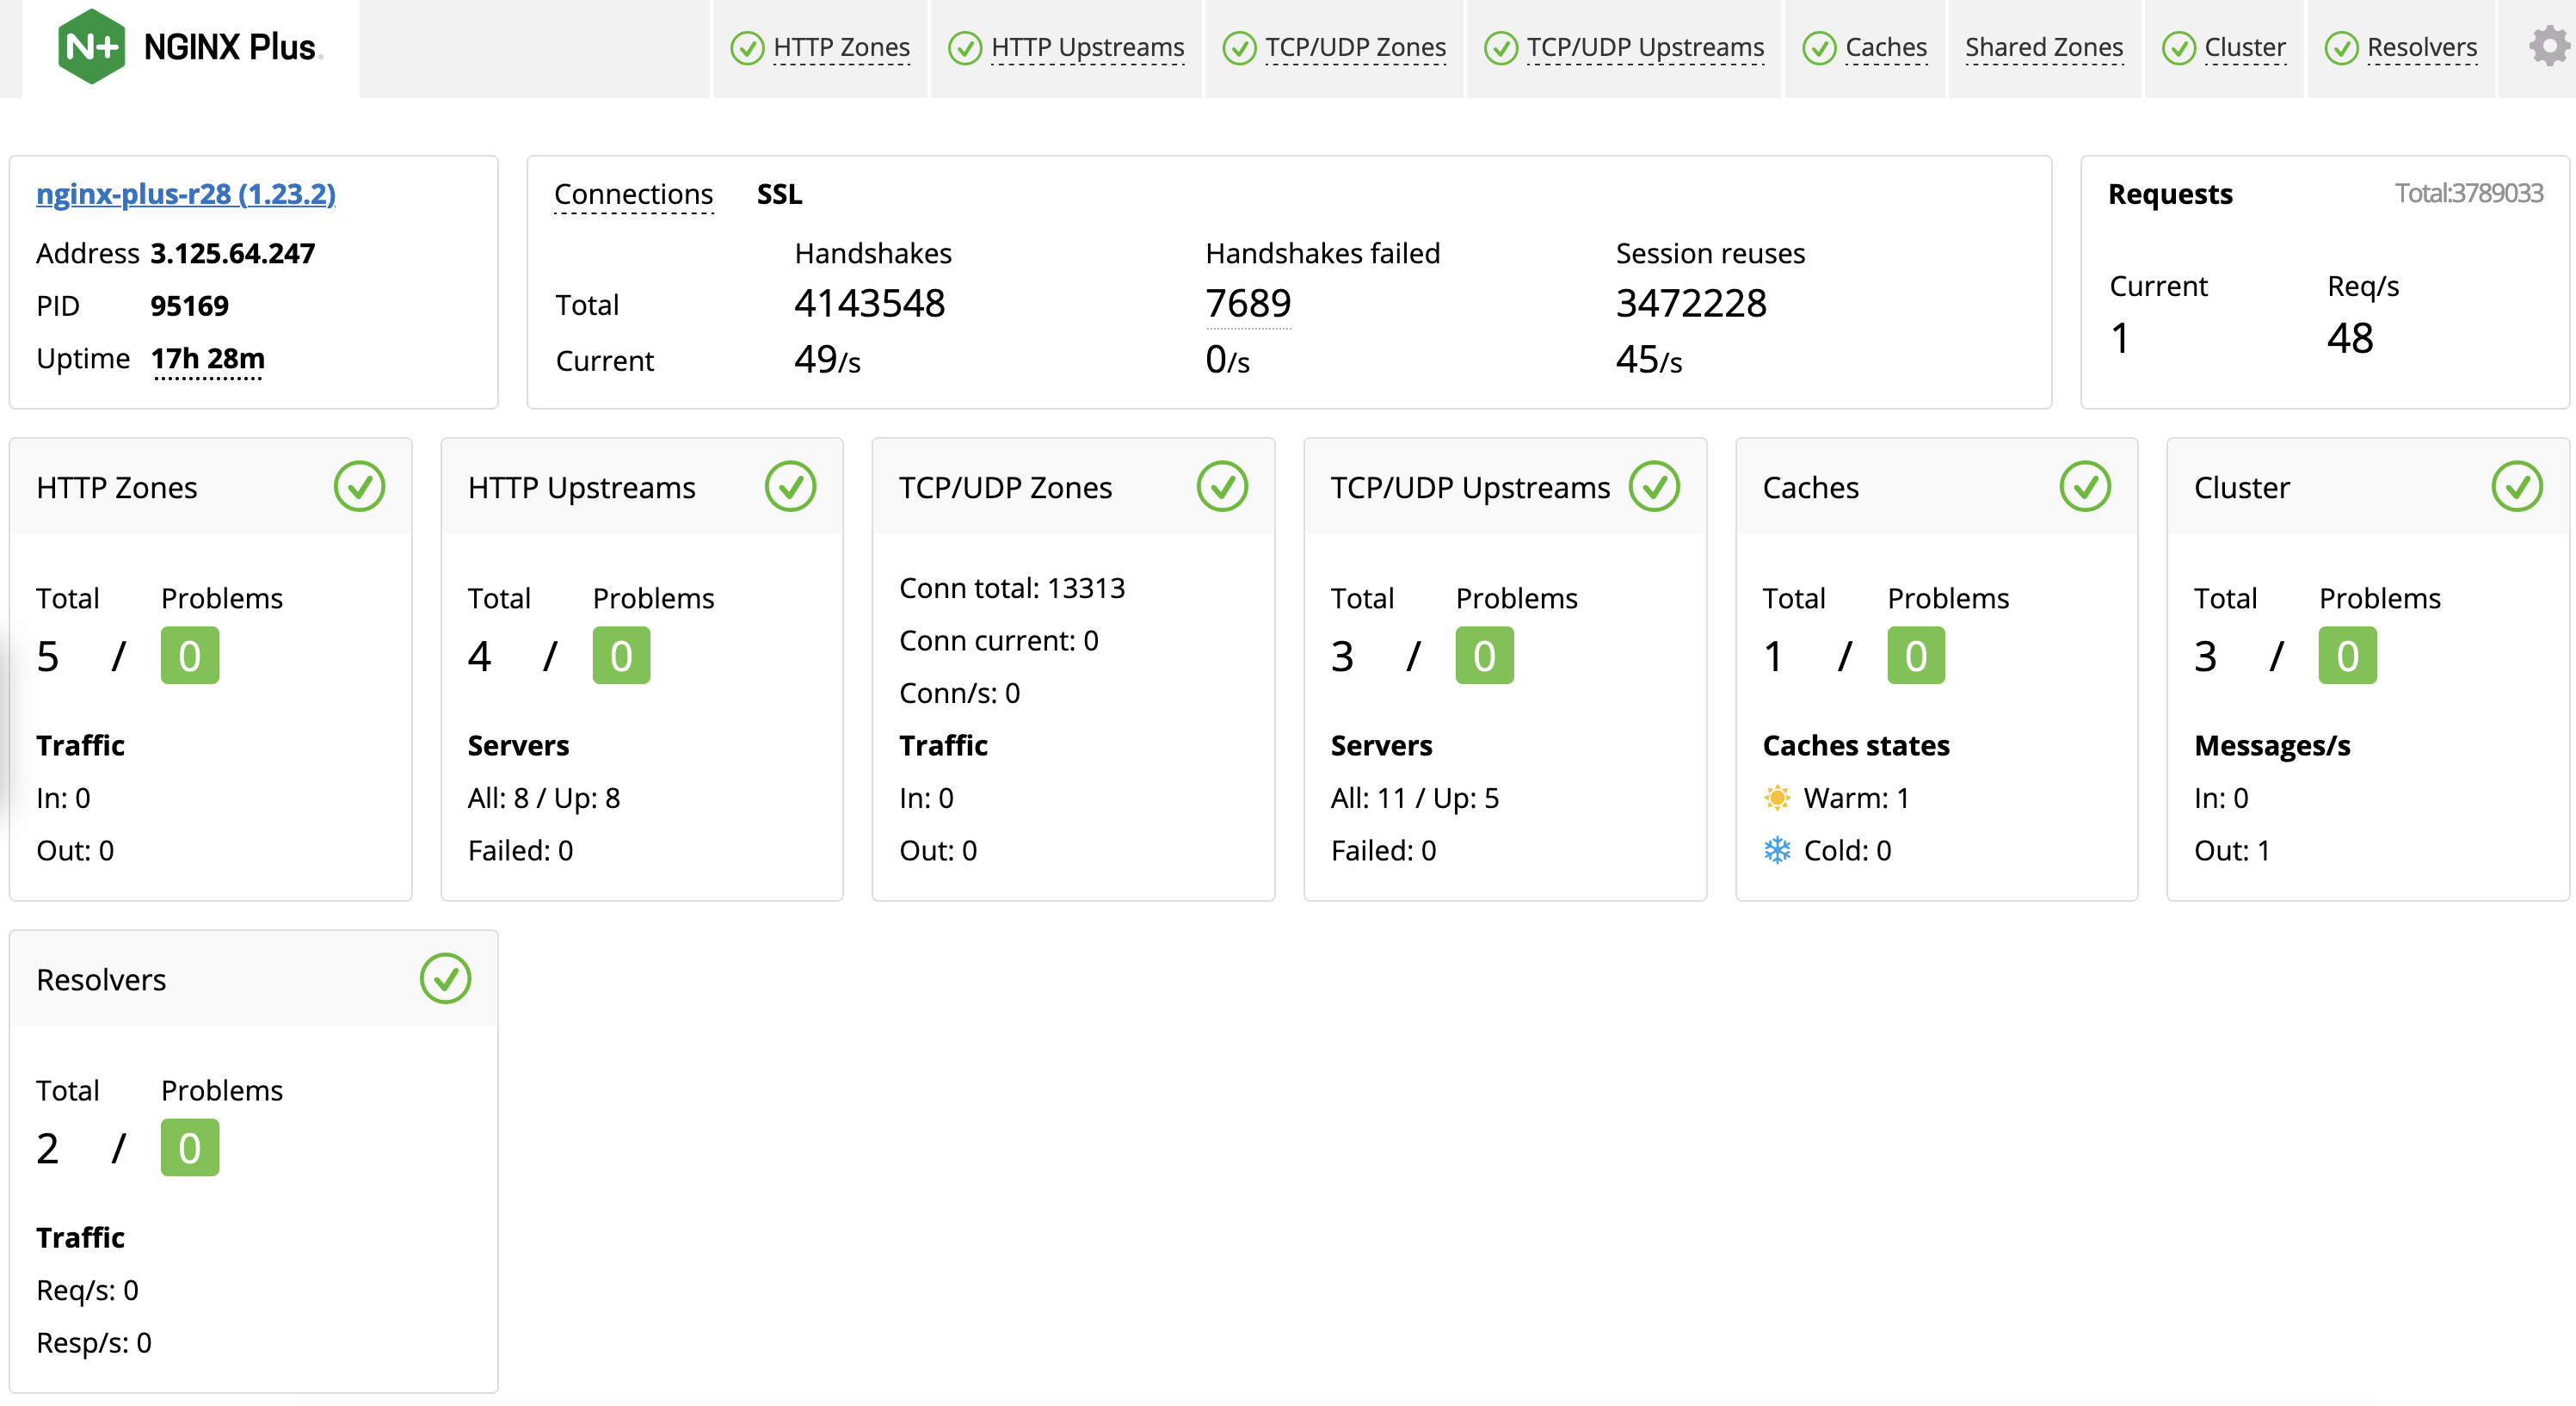 N+ NGINX Plus
HTTP Zones
HTTP Upstreams
TCP/UDP Zones
TCP/UDP Upstreams
Caches
Shared Zones
Cluster
Resolvers
nginx-plus-r28 (1.23.2)
Address 3.125.64.247
PID 95169
Uptime 17h 28m
Connections SSL
Handshakes Handshakes failed Session reuses
Total 4143548 7689 3472228
Current 49/s 0/s 45/s
Requests Total:3789033
Current Req/s
1 48
HTTP Zones
Total Problems
5 / 0
Traffic
In: 0
Out: 0
HTTP Upstreams
Total Problems
4 / 0
Servers
All: 8 / Up: 8
Failed: 0
TCP/UDP Zones
Conn total: 13313
Conn current: 0
Conn/s: 0
Traffic
In: 0
Out: 0
TCP/UDP Upstreams
Total Problems
3 / 0
Servers
All: 11 / Up: 5
Failed: 0
Caches
Total Problems
1 / 0
Caches states
Warm: 1
Cold: 0
Cluster
Total Problems
3 / 0
Messages/s
In: 0
Out: 1
Resolvers
Total Problems
2 / 0
Traffic
Req/s: 0
Resp/s: 0